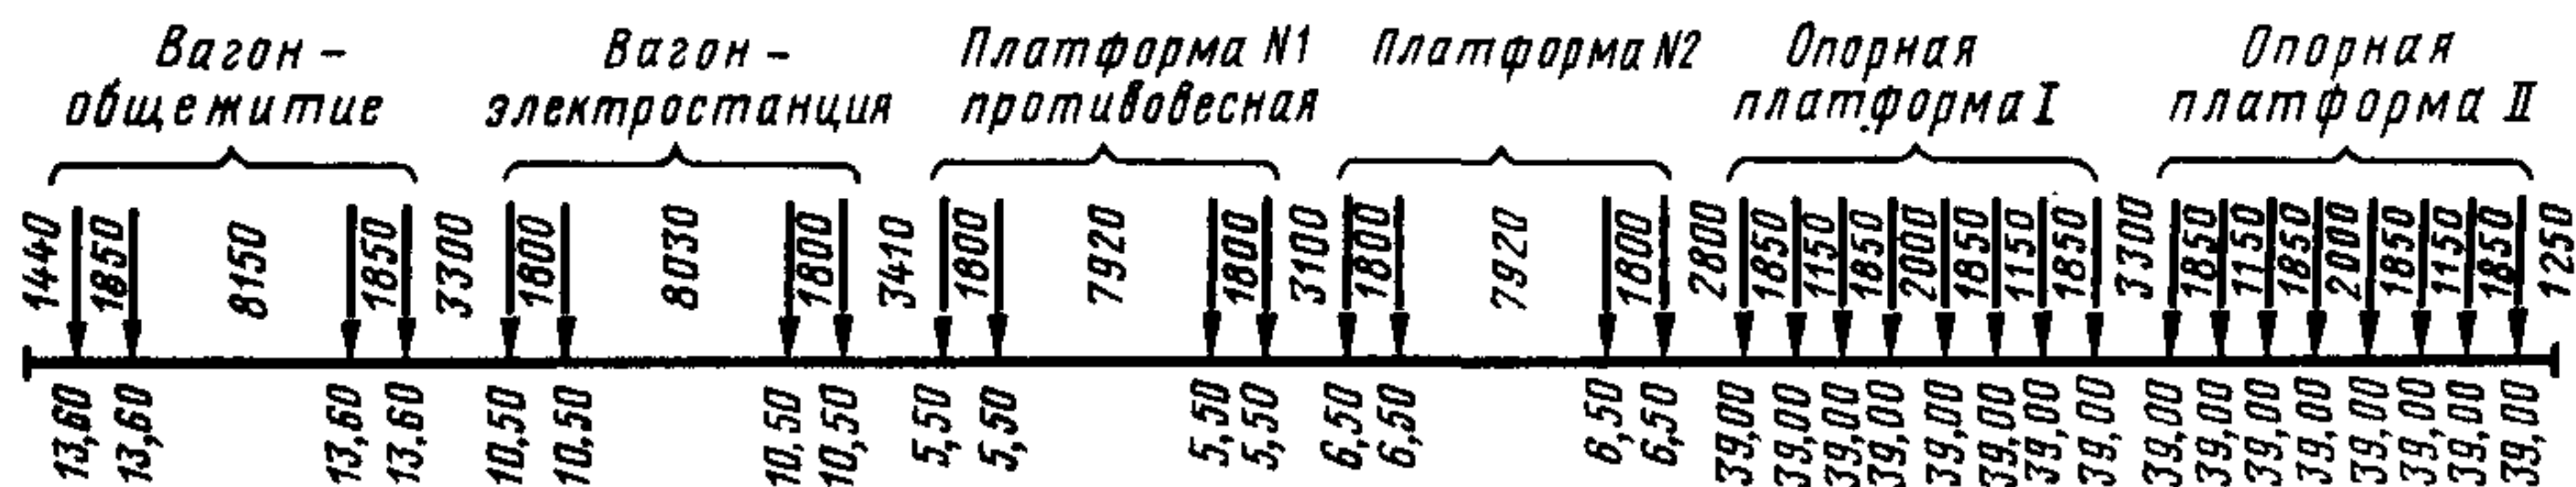 Вагон – Вагон – Платформа N1 Платформа N2 Опорная Опорная
общежитие электростанция противовесная платформа I платформа II
1440 1850 8150 1850 3300 1800 8030 1800 3410 1800 7920 1800 3100 1800 7920 1800 2800 1850 1150 1850 2000 1850 1150 1850 3300 1850 1150 1850 2000 1850 1150 1850 1250
13,60 13,60 13,60 13,60 10,50 10,50 10,50 10,50 5,50 5,50 5,50 5,50 6,50 6,50 6,50 6,50 39,00 39,00 39,00 39,00 39,00 39,00 39,00 39,00 39,00 39,00 39,00 39,00 39,00 39,00 39,00 39,00